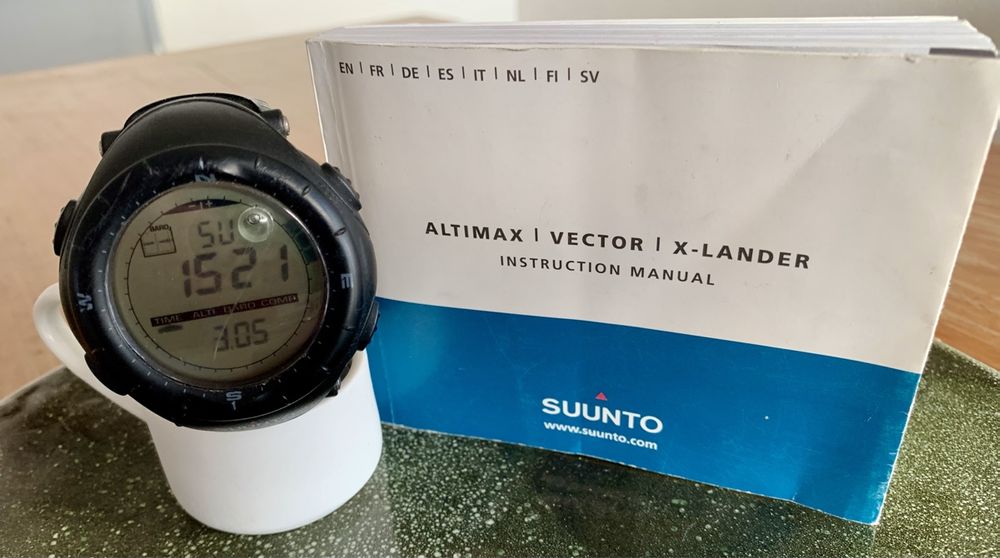 N
BARO
SU
1521
TIME ALTI BARO COMP
3.05
W
E
S
EN | FR | DE | ES | IT | NL | FI | SV
ALTIMAX | VECTOR | X-LANDER
INSTRUCTION MANUAL
SUUNTO
www.suunto.com